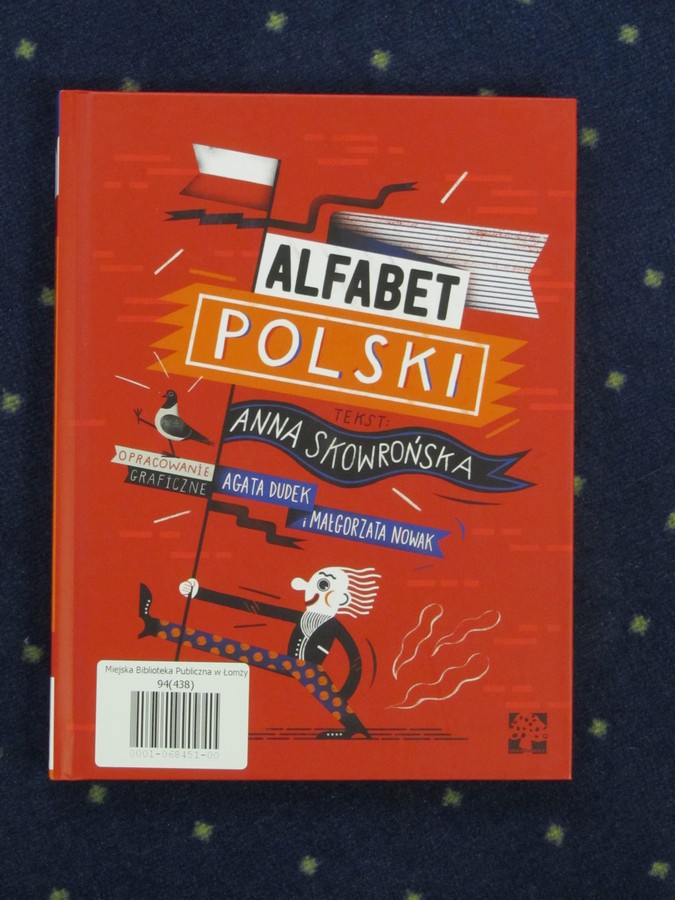 ALFABET
POLSKI
TEKST:
ANNA SKOWROŃSKA
OPRACOWANIE
GRAFICZNE
AGATA DUDEK
i MAŁGORZATA NOWAK
Miejska Biblioteka Publiczna w Łomży
94(438)
0001-068451-00